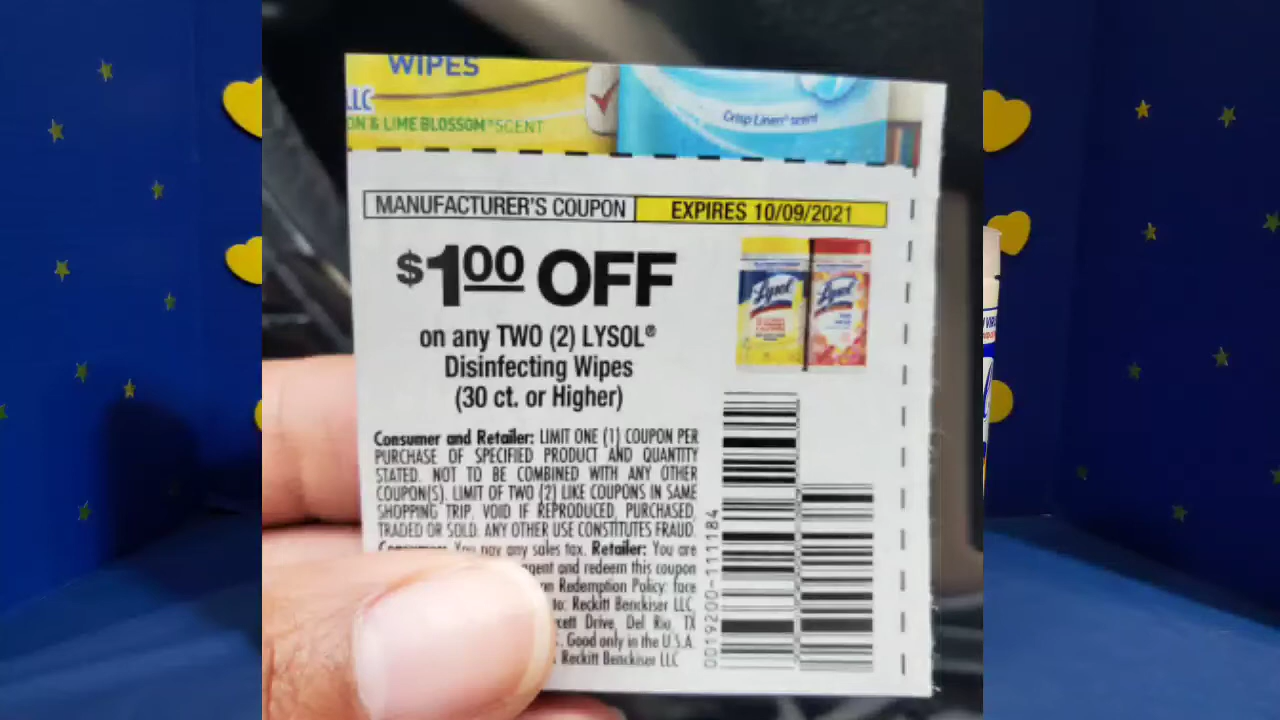 WIPES
LLC
ON & LIME BLOSSOM® SCENT
Crisp Linen® scent
MANUFACTURER'S COUPON EXPIRES 10/09/2021
$1.00 OFF
on any TWO (2) LYSOL®
Disinfecting Wipes
(30 ct. or Higher)
Lysol Lysol
Consumer and Retailer: LIMIT ONE (1) COUPON PER
PURCHASE OF SPECIFIED PRODUCT AND QUANTITY
STATED. NOT TO BE COMBINED WITH ANY OTHER
COUPON(S). LIMIT OF TWO (2) LIKE COUPONS IN SAME
SHOPPING TRIP. VOID IF REPRODUCED, PURCHASED,
TRADED OR SOLD. ANY OTHER USE CONSTITUTES FRAUD.
Consumer: You pay any sales tax. Retailer: You are
agent and redeem this coupon
Redemption Policy: face
to: Reckitt Benckiser LLC,
Drive, Del Rio, TX
Good only in the U.S.A.
Reckitt Benckiser LLC
0019200-111184